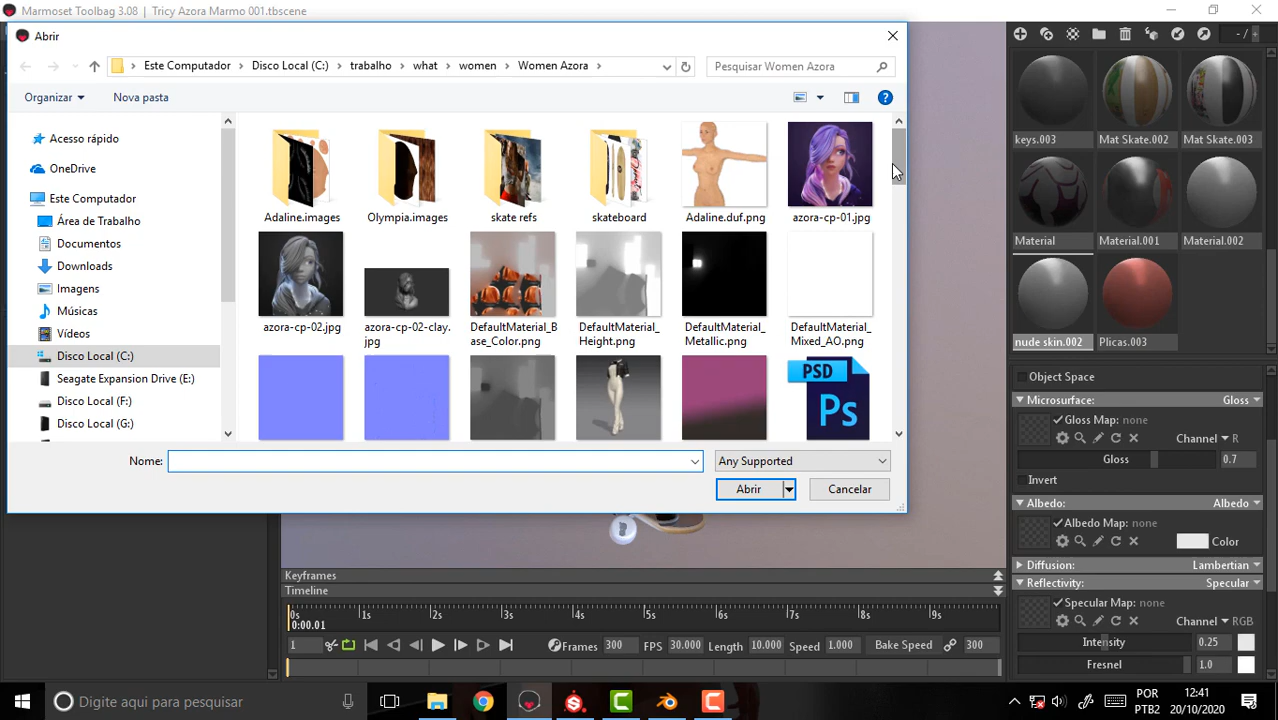 Marmoset Toolbag 3.08 | Tricy Azora Marmo 001.tbscene
Abrir
Este Computador > Disco Local (C:) > trabalho > what > women > Women Azora >
Pesquisar Women Azora
Organizar
Nova pasta
Acesso rápido
OneDrive
Este Computador
Área de Trabalho
Documentos
Downloads
Imagens
Músicas
Vídeos
Disco Local (C:)
Seagate Expansion Drive (E:)
Disco Local (F:)
Disco Local (G:)
Adaline.images
Olympia.images
skate refs
skateboard
Adaline.duf.png
azora-cp-01.jpg
azora-cp-02.jpg
azora-cp-02-clay.
jpg
DefaultMaterial_B
ase_Color.png
DefaultMaterial_
Height.png
DefaultMaterial_
Metallic.png
DefaultMaterial_
Mixed_AO.png
PSD
Ps
Nome:
Any Supported
Abrir
Cancelar
- / +
keys.003
Mat Skate.002
Mat Skate.003
Material
Material.001
Material.002
nude skin.002
Plicas.003
Object Space
Microsurface: Gloss
Gloss Map: none
Channel R
Gloss 0.7
Invert
Albedo: Albedo
Albedo Map: none
Color
Diffusion: Lambertian
Reflectivity: Specular
Specular Map: none
Channel RGB
Intensity 0.25
Fresnel 1.0
Keyframes
Timeline
0s 1s 2s 3s 4s 5s 6s 7s 8s 9s
0:00.01
1
Frames 300 FPS 30.000 Length 10.000 Speed 1.000 Bake Speed 300
Digite aqui para pesquisar
POR
PTB2
12:41
20/10/2020